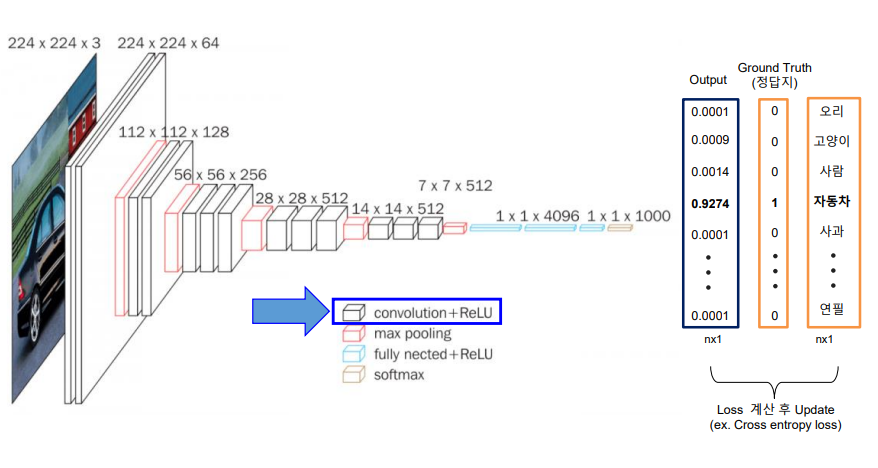 224 x 224 x 3
224 x 224 x 64
112 x 112 x 128
56 x 56 x 256
28 x 28 x 512
14 x 14 x 512
7 x 7 x 512
1 x 1 x 4096
1 x 1 x 1000
convolution+ReLU
max pooling
fully nected+ReLU
softmax
Output
Ground Truth
(정답지)
0.0001 0 오리
0.0009 0 고양이
0.0014 0 사람
0.9274 1 자동차
0.0001 0 사과
0.0001 0 연필
nx1
nx1
Loss 계산 후 Update
(ex. Cross entropy loss)